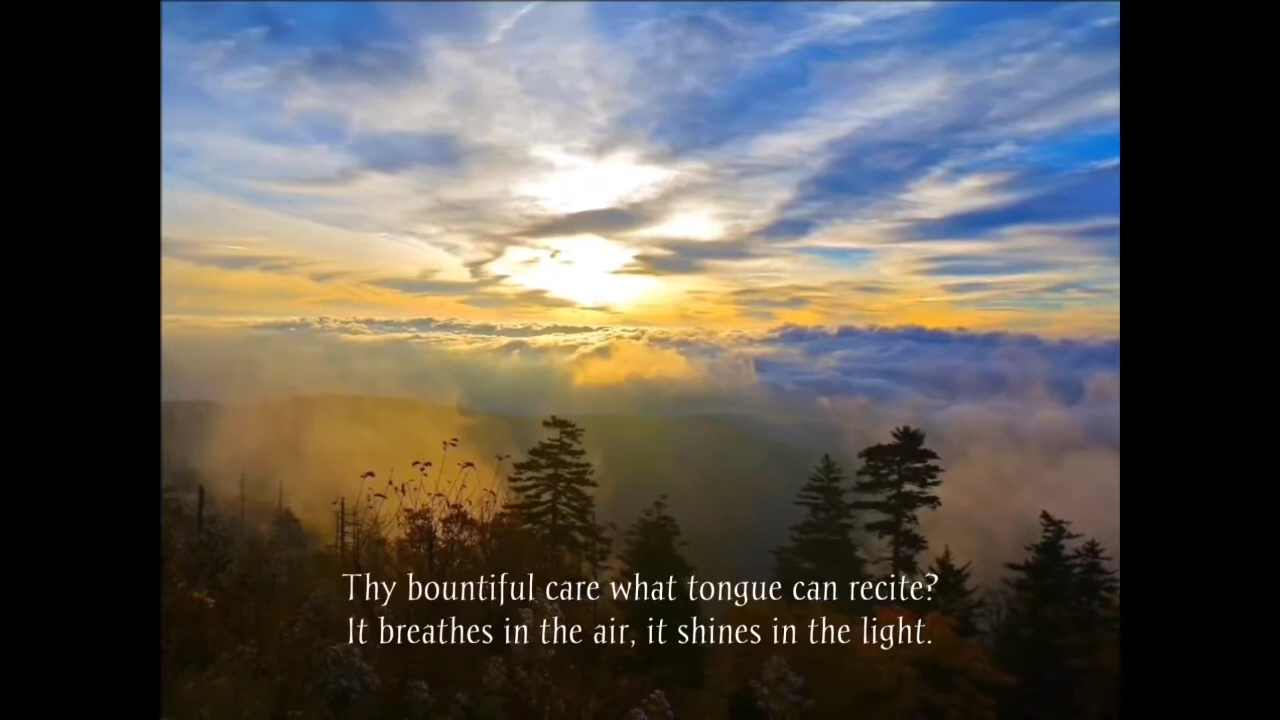 Thy bountiful care what tongue can recite?
It breathes in the air, it shines in the light.